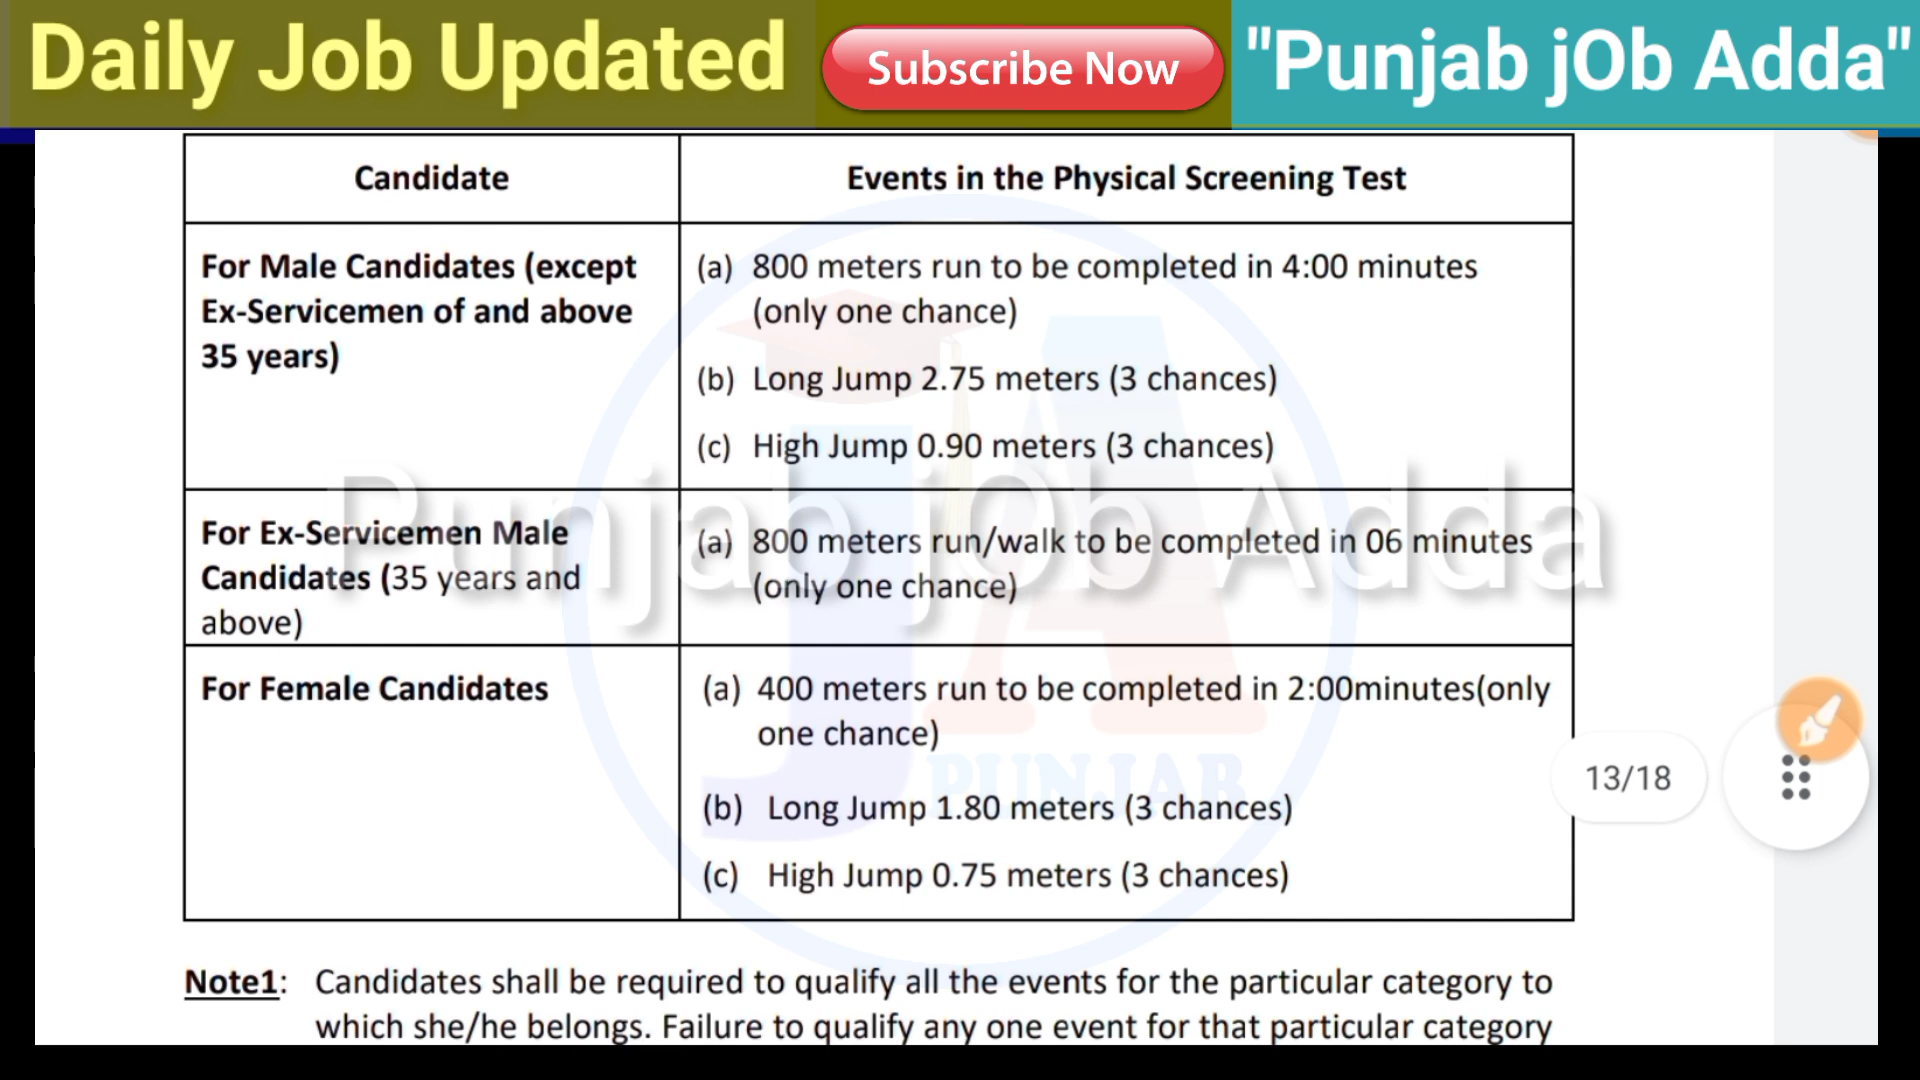 Daily Job Updated
Subscribe Now
"Punjab jOb Adda"
Candidate
Events in the Physical Screening Test
For Male Candidates (except
Ex-Servicemen of and above
35 years)
(a) 800 meters run to be completed in 4:00 minutes
(only one chance)
(b) Long Jump 2.75 meters (3 chances)
(c) High Jump 0.90 meters (3 chances)
Punjab jOb Adda
For Ex-Servicemen Male
Candidates (35 years and
above)
(a) 800 meters run/walk to be completed in 06 minutes
(only one chance)
For Female Candidates
(a) 400 meters run to be completed in 2:00minutes(only
one chance)
(b) Long Jump 1.80 meters (3 chances)
(c) High Jump 0.75 meters (3 chances)
JA
PUNJAB
13/18
Note1: Candidates shall be required to qualify all the events for the particular category to
which she/he belongs. Failure to qualify any one event for that particular category